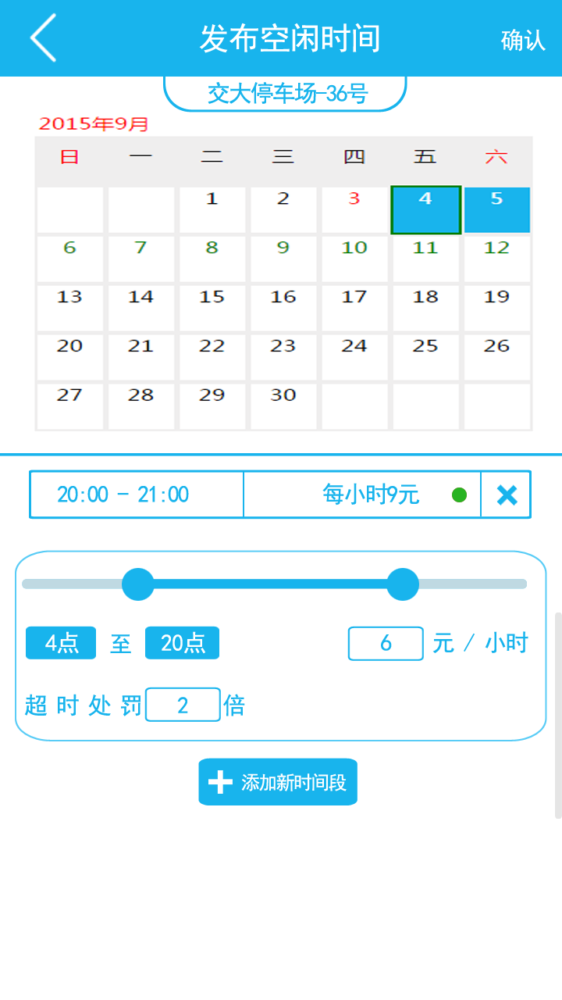 发布空闲时间 确认
交大停车场-36号
2015年9月
日 一 二 三 四 五 六
1 2 3 4 5
6 7 8 9 10 11 12
13 14 15 16 17 18 19
20 21 22 23 24 25 26
27 28 29 30
20:00 - 21:00 每小时9元
4点 至 20点 6 元 / 小时
超时处罚 2 倍
添加新时间段